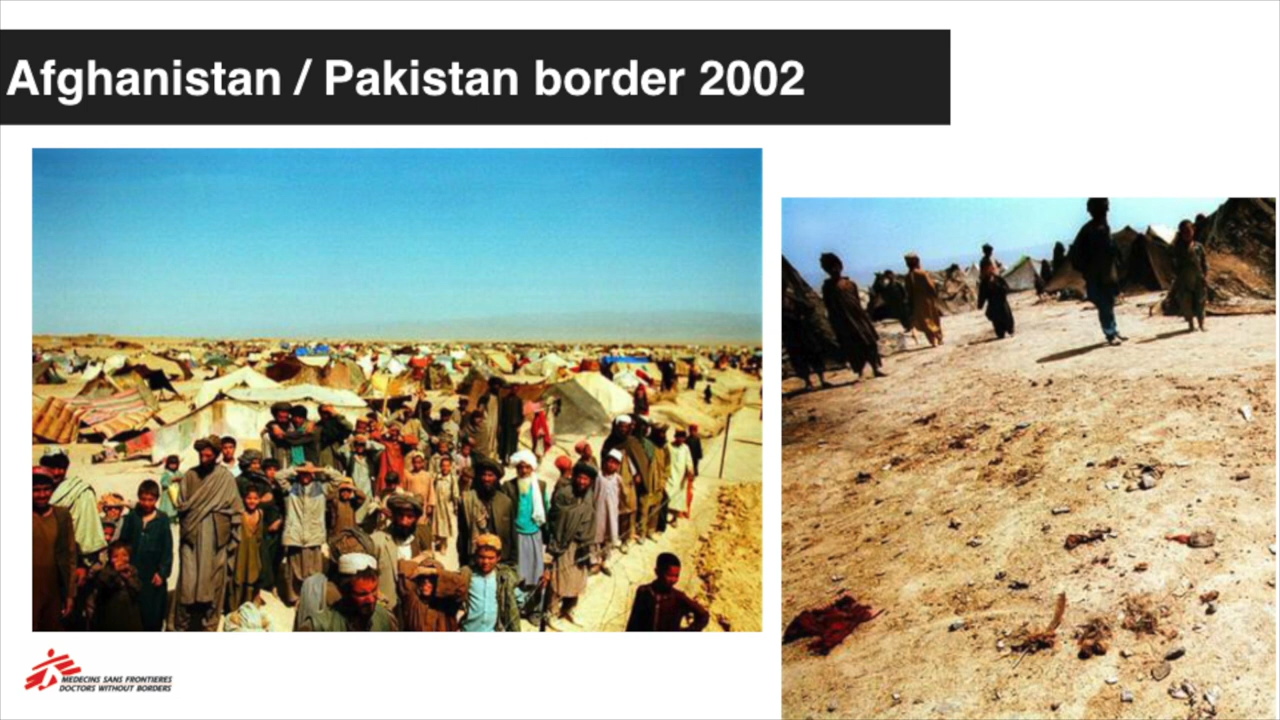 Afghanistan / Pakistan border 2002
MEDECINS SANS FRONTIERES
DOCTORS WITHOUT BORDERS